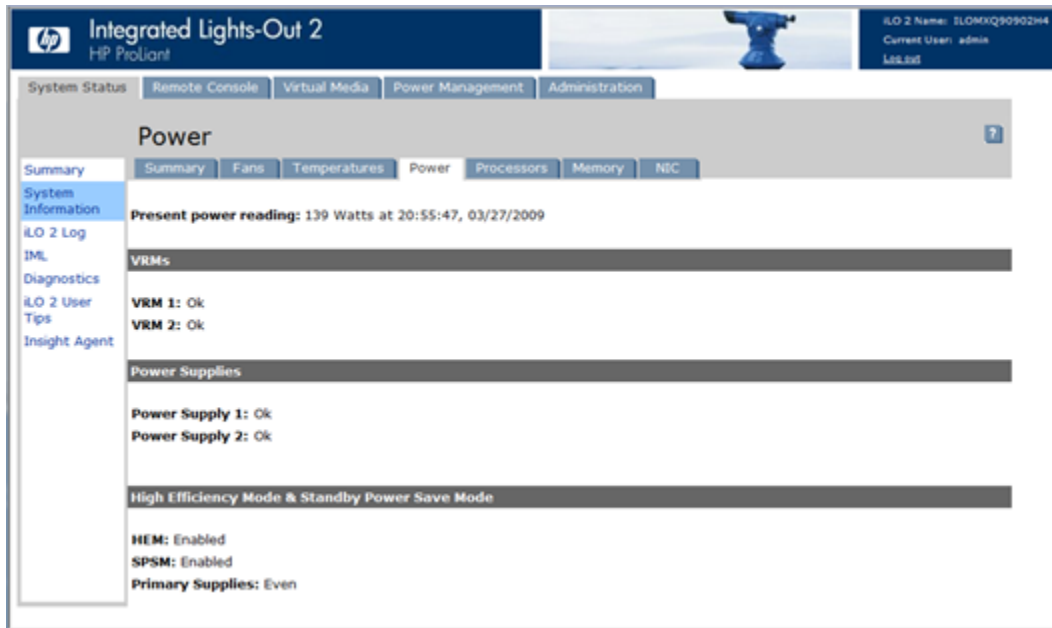 hp
Integrated Lights-Out 2
HP ProLiant
iLO 2 Name: ILOMXQ90902H4
Current User: admin
Log out
System Status Remote Console Virtual Media Power Management Administration
Power
?
Summary Fans Temperatures Power Processors Memory NIC
Summary
System
Information
iLO 2 Log
IML
Diagnostics
iLO 2 User
Tips
Insight Agent
Present power reading: 139 Watts at 20:55:47, 03/27/2009
VRMs
VRM 1: Ok
VRM 2: Ok
Power Supplies
Power Supply 1: Ok
Power Supply 2: Ok
High Efficiency Mode & Standby Power Save Mode
HEM: Enabled
SPSM: Enabled
Primary Supplies: Even